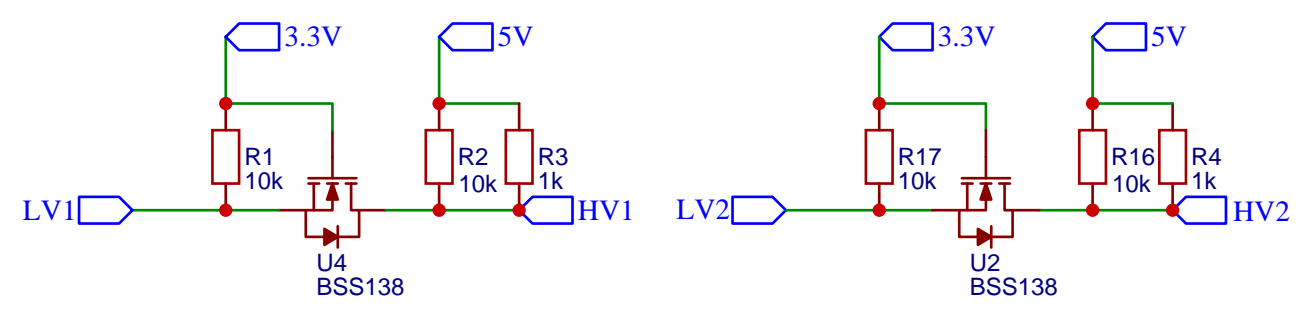 3.3V
5V
3.3V
5V
R1
10k
R2
10k
R3
1k
R17
10k
R16
10k
R4
1k
LV1
HV1
LV2
HV2
U4
BSS138
U2
BSS138